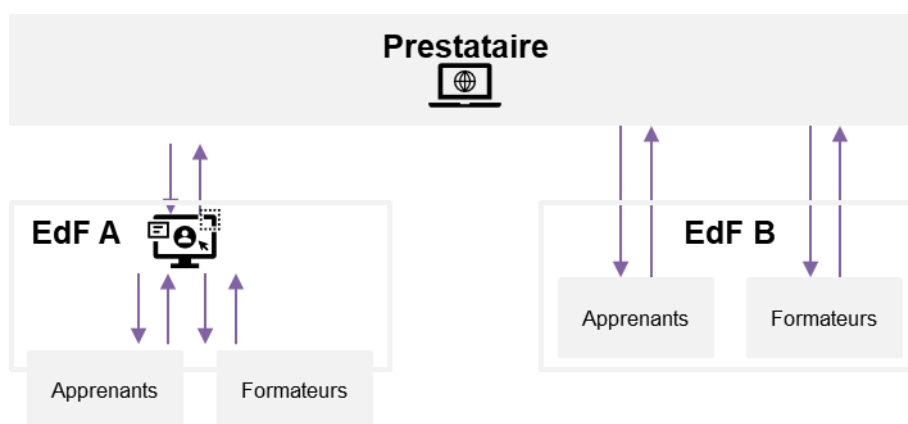 Prestataire
EdF A
EdF B
Apprenants
Formateurs
Apprenants
Formateurs